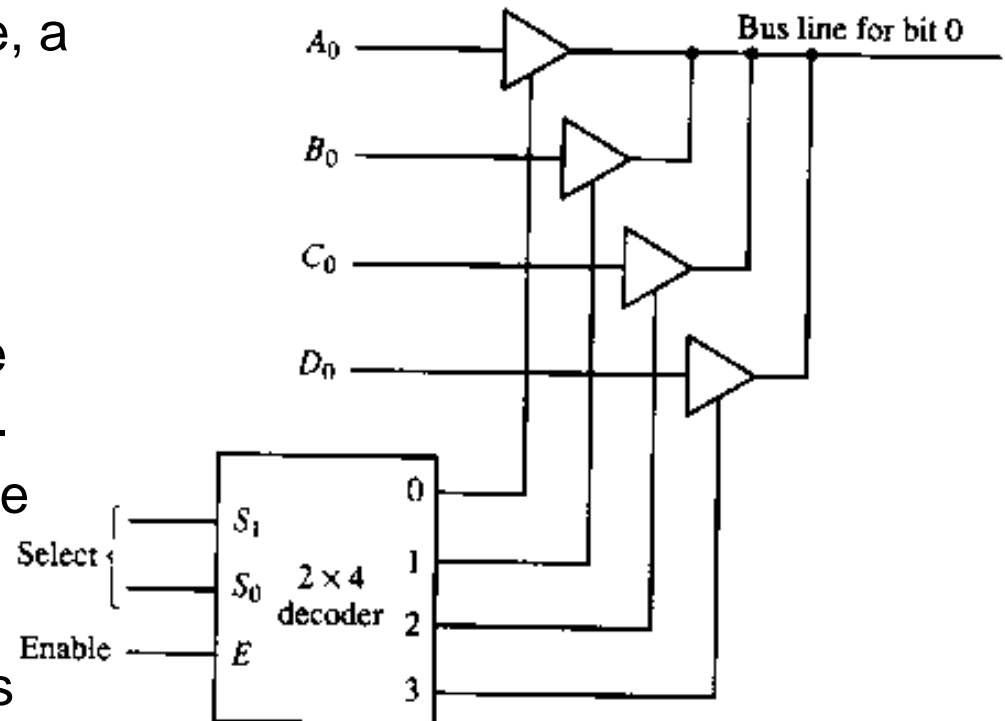 e, a
Bus line for bit 0
A₀
B₀
C₀
e
D₀
.
e
0
S₁
Select
1
2 × 4
S₀
decoder
2
Enable
E
3
s